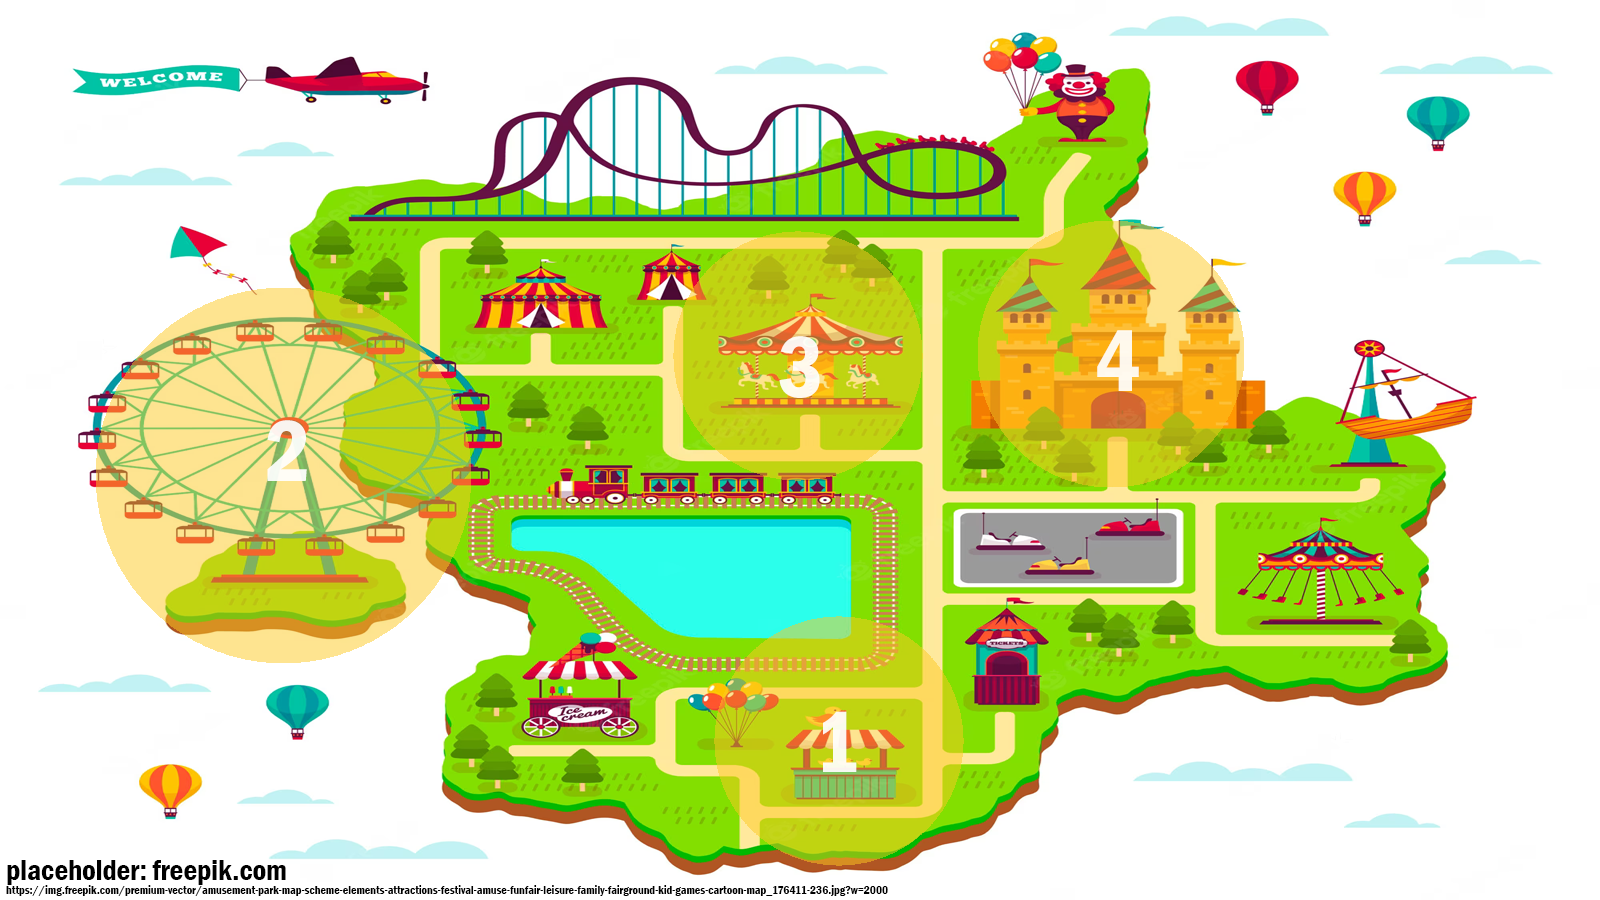 WELCOME
4
3
2
TICKETS
Ice
cream
1
placeholder: freepik.com
https://img.freepik.com/premium-vector/amusement-park-map-scheme-elements-attractions-festival-amuse-funfair-leisure-family-fairground-kid-games-cartoon-map_176411-236.jpg?w=2000